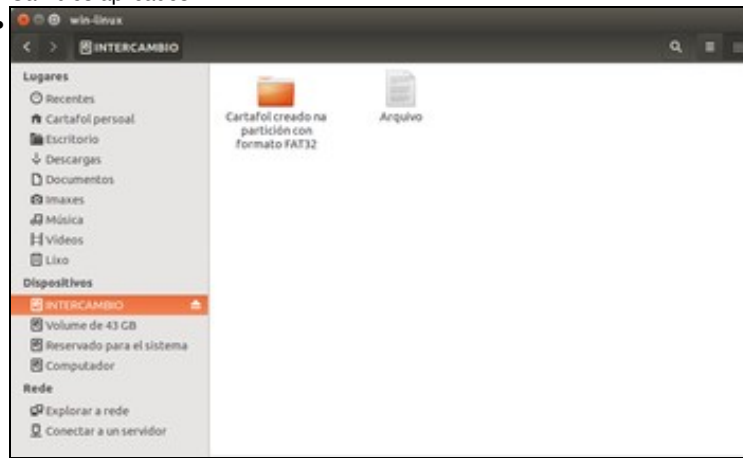 win-linux
INTERCAMBIO
Lugares
Recentes
Cartafol persoal
Escritorio
Descargas
Documentos
Imaxes
Música
Vídeos
Lixo
Dispositivos
INTERCAMBIO
Volume de 43 GB
Reservado para el sistema
Computador
Rede
Explorar a rede
Conectar a un servidor
Cartafol creado na
partición con
formato FAT32
Arquivo